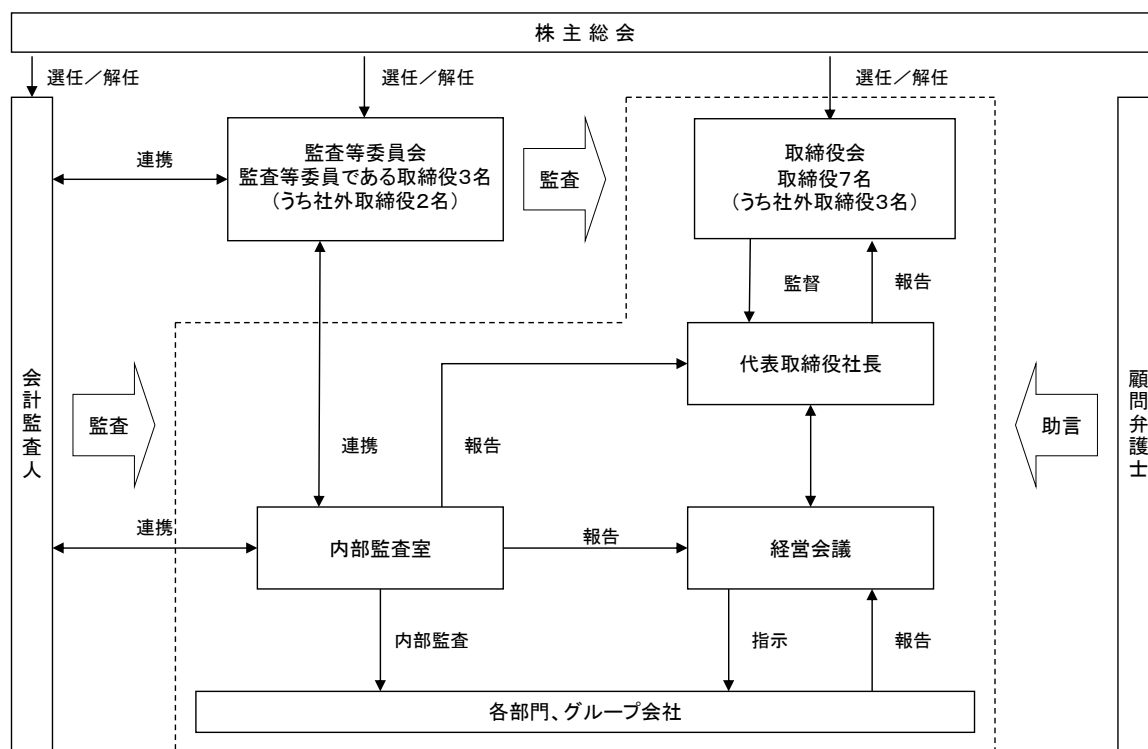 株主総会
選任／解任
選任／解任
選任／解任
監査等委員会
監査等委員である取締役3名
（うち社外取締役2名）
連携
監査
取締役会
取締役7名
（うち社外取締役3名）
監督
報告
代表取締役社長
会計監査人
監査
連携
報告
助言
顧問弁護士
連携
内部監査室
報告
経営会議
内部監査
指示
報告
各部門、グループ会社